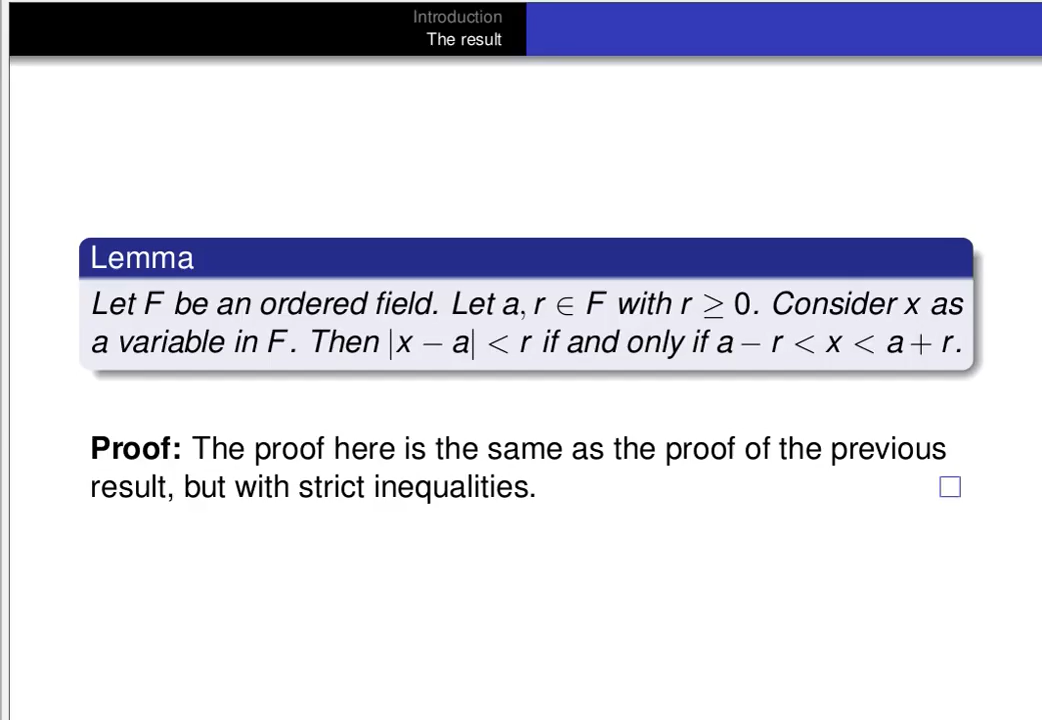 Introduction
The result
Lemma
Let F be an ordered field. Let a, r ∈ F with r ≥ 0. Consider x as
a variable in F. Then |x − a| < r if and only if a − r < x < a + r.
Proof: The proof here is the same as the proof of the previous
result, but with strict inequalities. □